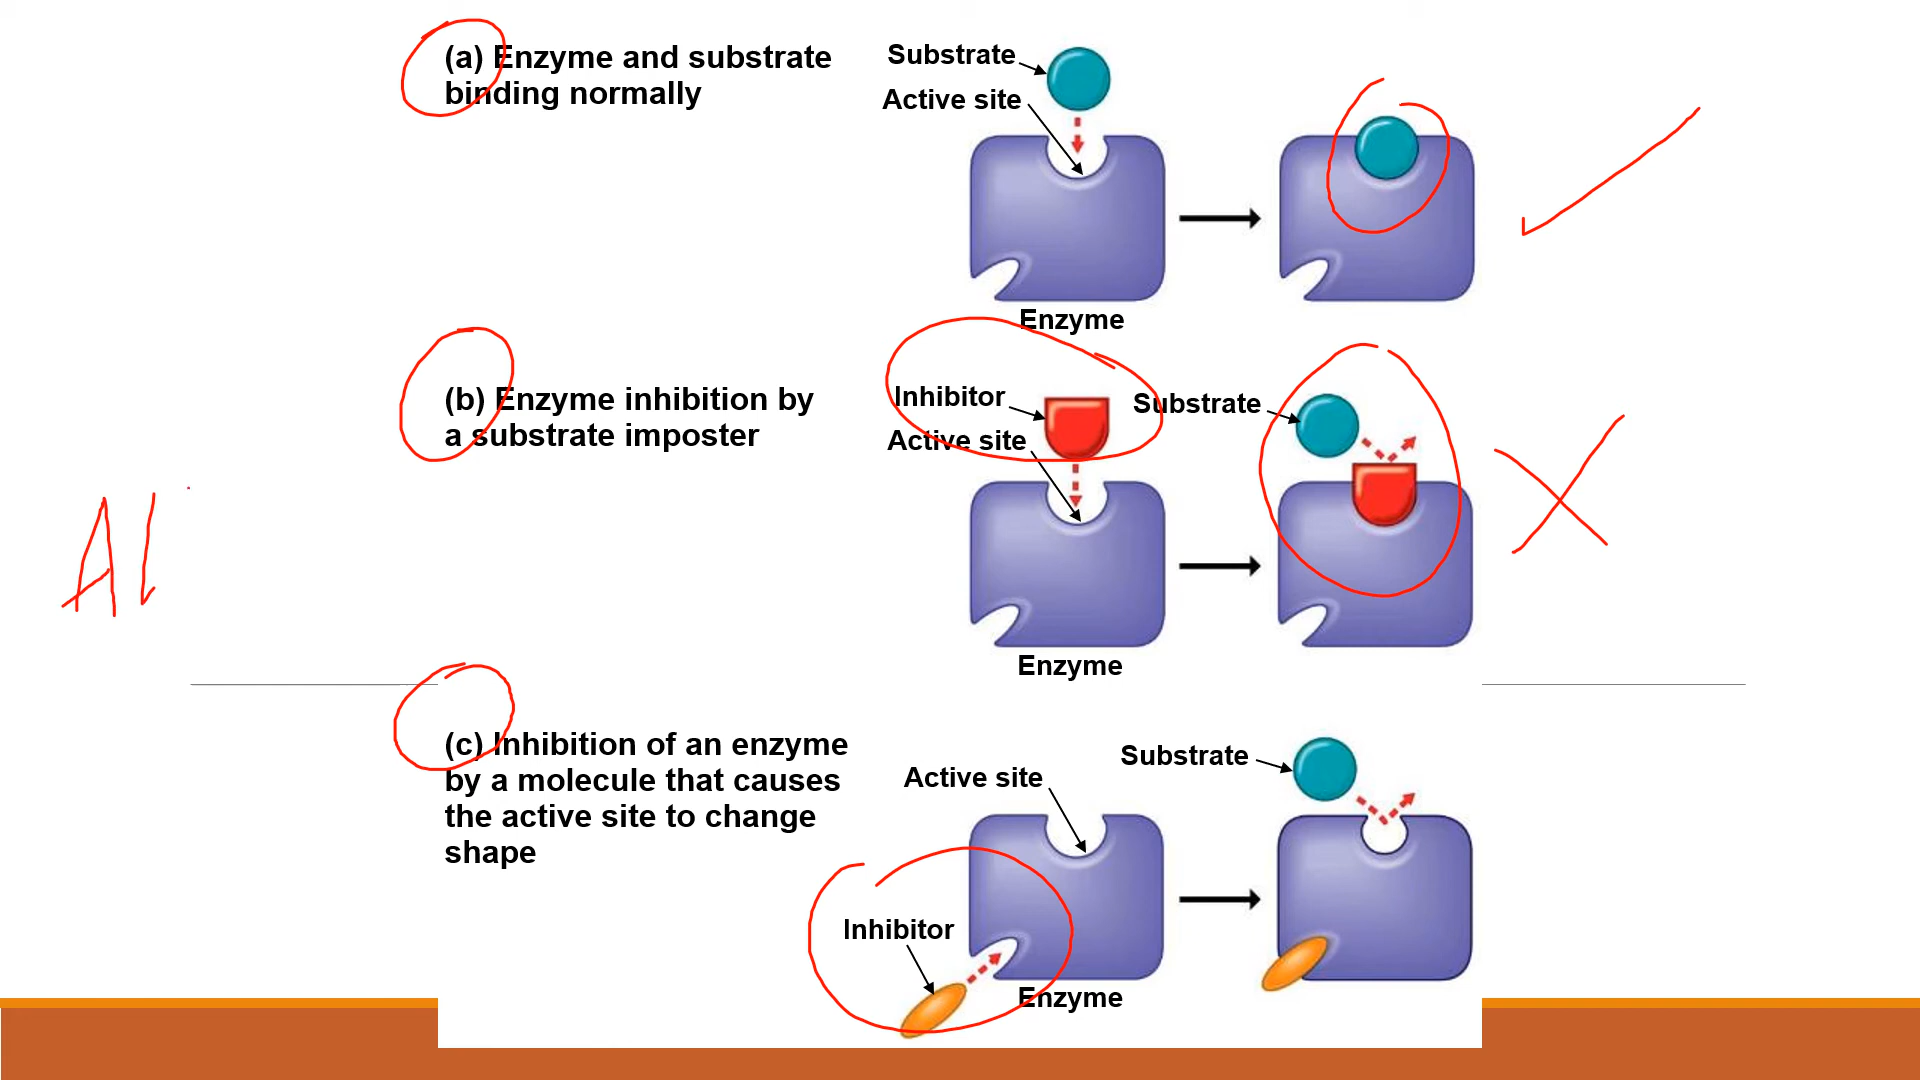 (a) Enzyme and substrate
binding normally
Substrate
Active site
Enzyme
(b) Enzyme inhibition by
a substrate imposter
Inhibitor
Active site
Substrate
Enzyme
(c) Inhibition of an enzyme
by a molecule that causes
the active site to change
shape
Active site
Substrate
Inhibitor
Enzyme